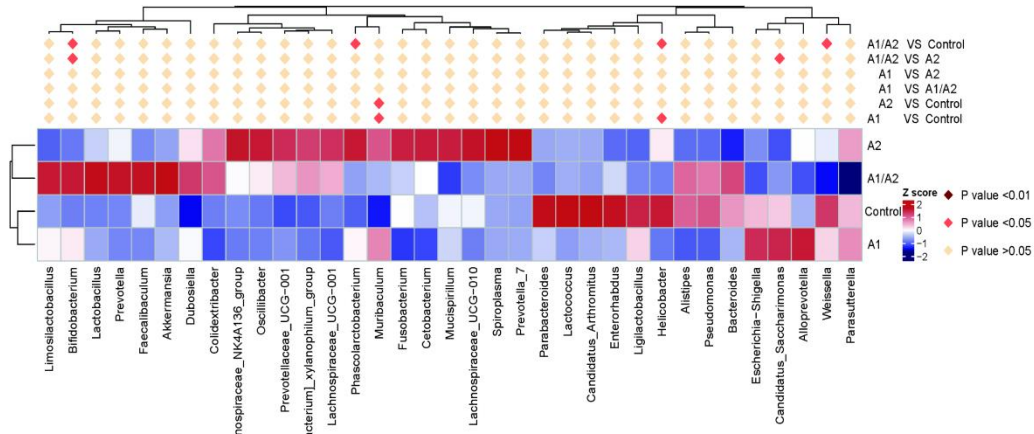 A1/A2 VS Control
A1/A2 VS A2
A1 VS A2
A1 VS A1/A2
A2 VS Control
A1 VS Control
A2
A1/A2
Control
A1
Z score
2
1
0
−1
−2
P value <0.01
P value <0.05
P value >0.05
Limosilactobacillus
Bifidobacterium
Lactobacillus
Prevotella
Faecalibaculum
Akkermansia
Dubosiella
Colidextribacter
nospiraceae_NK4A136_group
Oscillibacter
Prevotellaceae_UCG-001
acterium]_xylanophilum_group
Lachnospiraceae_UCG-001
Phascolarctobacterium
Muribaculum
Fusobacterium
Cetobacterium
Mucispirillum
Lachnospiraceae_UCG-010
Spiroplasma
Prevotella_7
Parabacteroides
Lactococcus
Candidatus_Arthromitus
Enterorhabdus
Ligilactobacillus
Helicobacter
Alistipes
Pseudomonas
Bacteroides
Escherichia-Shigella
Candidatus_Saccharimonas
Alloprevotella
Weissella
Parasutterella